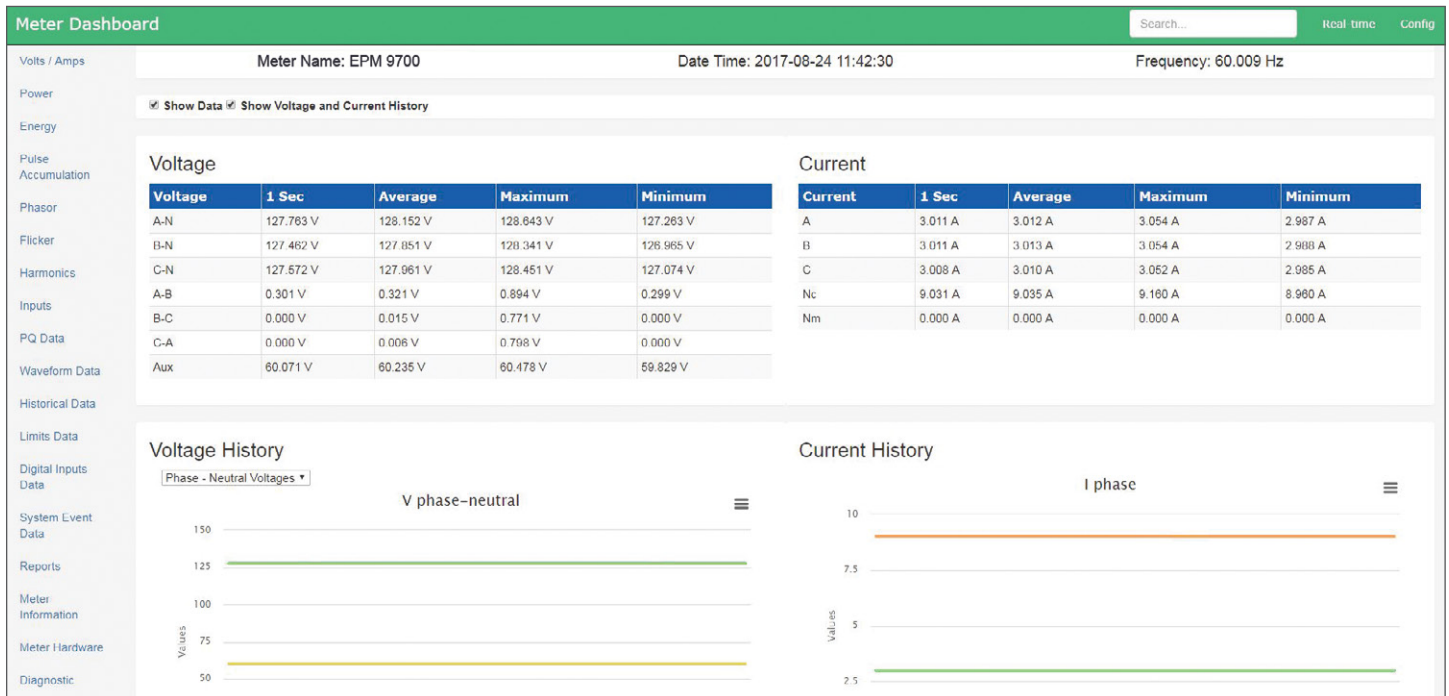 Meter Dashboard
Search...
Real time
Config
Volts / Amps
Power
Energy
Pulse
Accumulation
Phasor
Flicker
Harmonics
Inputs
PQ Data
Waveform Data
Historical Data
Limits Data
Digital Inputs
Data
System Event
Data
Reports
Meter
Information
Meter Hardware
Diagnostic
Meter Name: EPM 9700
Date Time: 2017-08-24 11:42:30
Frequency: 60.009 Hz
Show Data Show Voltage and Current History
Voltage
Voltage 1 Sec Average Maximum Minimum
A-N 127.763 V 128.152 V 128.643 V 127.263 V
B-N 127.462 V 127.851 V 128.341 V 126.965 V
C-N 127.572 V 127.961 V 128.451 V 127.074 V
A-B 0.301 V 0.321 V 0.894 V 0.299 V
B-C 0.000 V 0.015 V 0.771 V 0.000 V
C-A 0.000 V 0.006 V 0.798 V 0.000 V
Aux 60.071 V 60.235 V 60.478 V 59.829 V
Current
Current 1 Sec Average Maximum Minimum
A 3.011 A 3.012 A 3.054 A 2.987 A
B 3.011 A 3.013 A 3.054 A 2.988 A
C 3.008 A 3.010 A 3.052 A 2.985 A
Nc 9.031 A 9.035 A 9.160 A 8.960 A
Nm 0.000 A 0.000 A 0.000 A 0.000 A
Voltage History
Phase - Neutral Voltages
V phase-neutral
150
125
100
75
50
Values
Current History
I phase
10
7.5
5
2.5
Values